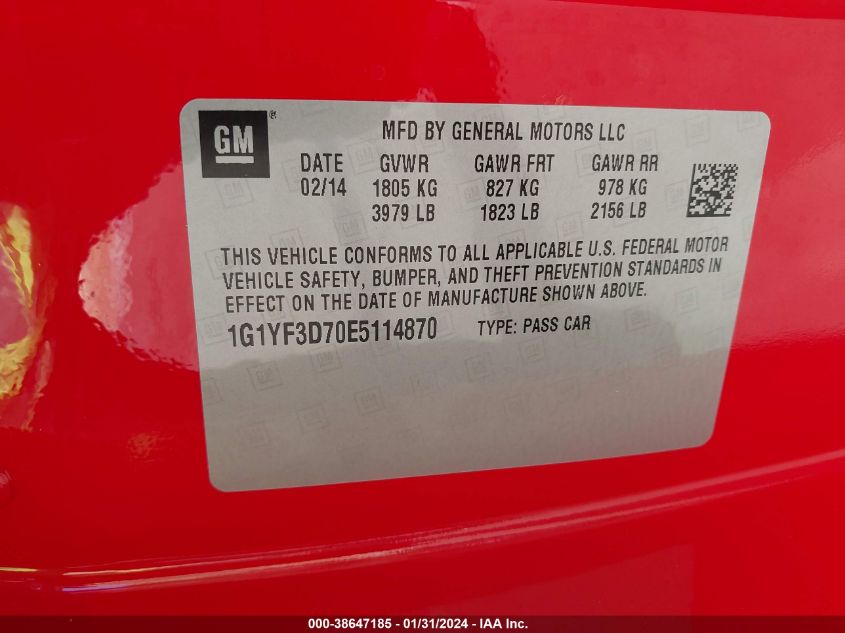 GM ®
MFD BY GENERAL MOTORS LLC
DATE GVWR GAWR FRT GAWR RR
02/14 1805 KG 827 KG 978 KG
3979 LB 1823 LB 2156 LB
THIS VEHICLE CONFORMS TO ALL APPLICABLE U.S. FEDERAL MOTOR
VEHICLE SAFETY, BUMPER, AND THEFT PREVENTION STANDARDS IN
EFFECT ON THE DATE OF MANUFACTURE SHOWN ABOVE.
1G1YF3D70E5114870 TYPE: PASS CAR
000-38647185 - 01/31/2024 - IAA Inc.